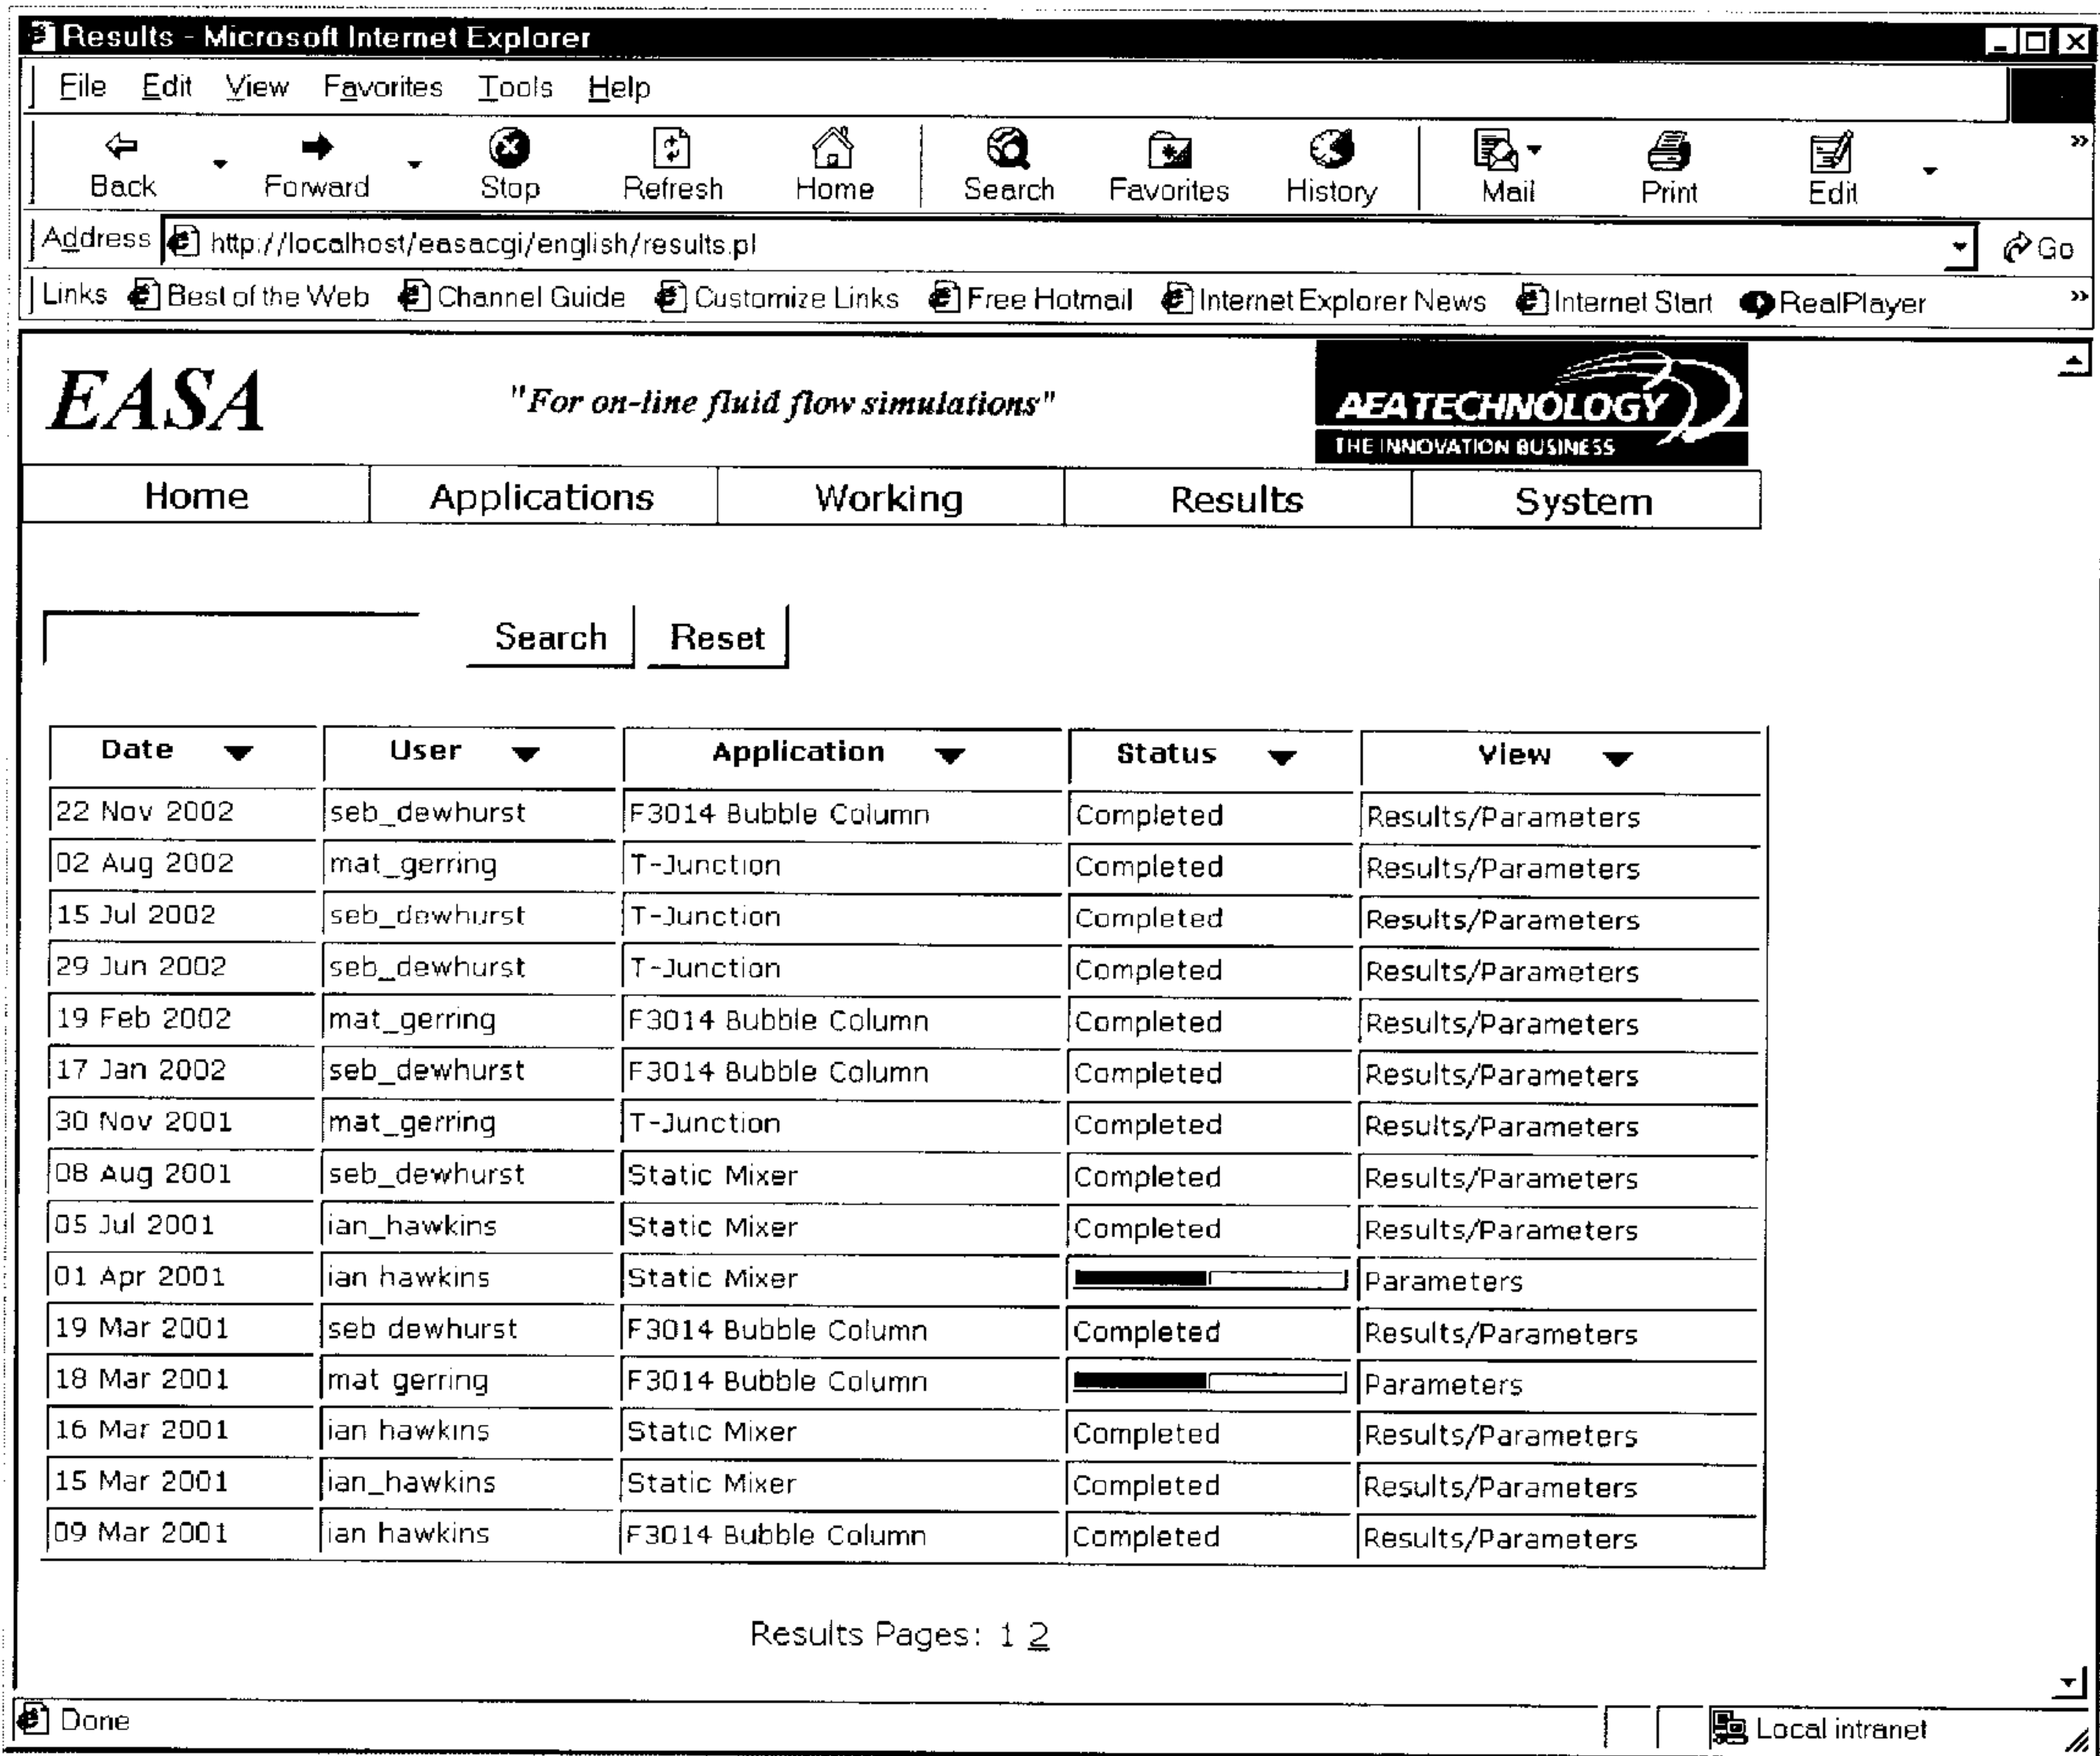 Results - Microsoft Internet Explorer
File Edit View Favorites Tools Help
Back Forward Stop Refresh Home Search Favorites History Mail Print Edit
Address http://localhost/easacgi/english/results.pl Go
Links Best of the Web Channel Guide Customize Links Free Hotmail Internet Explorer News Internet Start RealPlayer
EASA "For on-line fluid flow simulations" AEA TECHNOLOGY
THE INNOVATION BUSINESS
Home Applications Working Results System
Search Reset
Date User Application Status View
22 Nov 2002 seb_dewhurst F3014 Bubble Column Completed Results/Parameters
02 Aug 2002 mat_gerring T-Junction Completed Results/Parameters
15 Jul 2002 seb_dewhurst T-Junction Completed Results/Parameters
29 Jun 2002 seb_dewhurst T-Junction Completed Results/Parameters
19 Feb 2002 mat_gerring F3014 Bubble Column Completed Results/Parameters
17 Jan 2002 seb_dewhurst F3014 Bubble Column Completed Results/Parameters
30 Nov 2001 mat_gerring T-Junction Completed Results/Parameters
08 Aug 2001 seb_dewhurst Static Mixer Completed Results/Parameters
05 Jul 2001 ian_hawkins Static Mixer Completed Results/Parameters
01 Apr 2001 ian hawkins Static Mixer Parameters
19 Mar 2001 seb dewhurst F3014 Bubble Column Completed Results/Parameters
18 Mar 2001 mat gerring F3014 Bubble Column Parameters
16 Mar 2001 ian hawkins Static Mixer Completed Results/Parameters
15 Mar 2001 ian_hawkins Static Mixer Completed Results/Parameters
09 Mar 2001 ian hawkins F3014 Bubble Column Completed Results/Parameters
Results Pages: 1 2
Done Local intranet